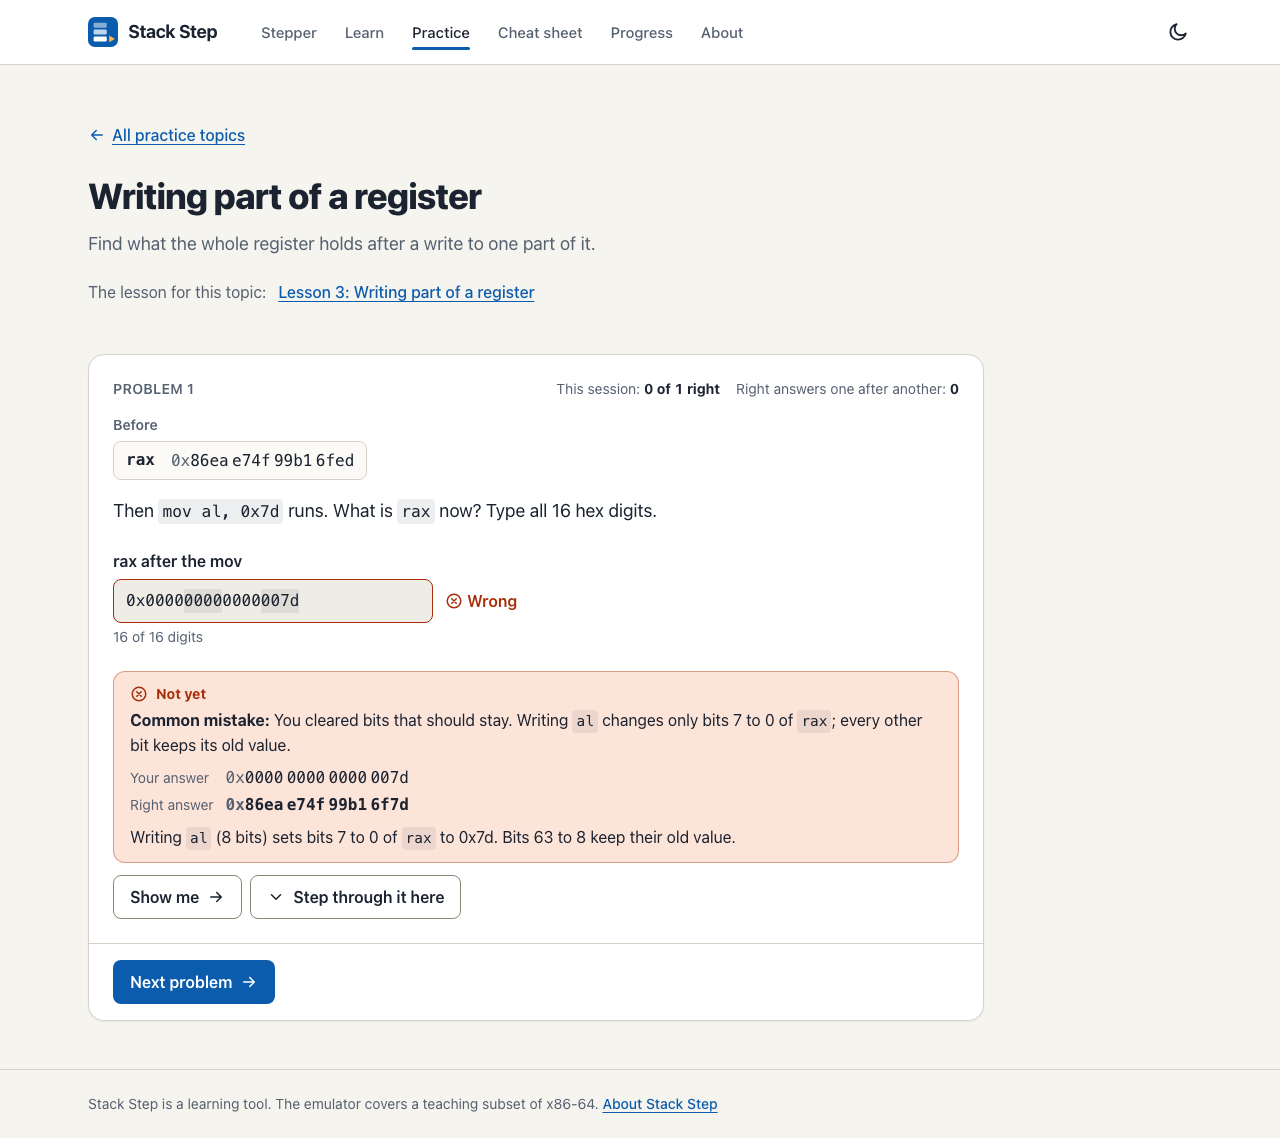 Stack Step Stepper Learn Practice Cheat sheet Progress About
All practice topics
Writing part of a register
Find what the whole register holds after a write to one part of it.
The lesson for this topic: Lesson 3: Writing part of a register
PROBLEM 1 This session: 0 of 1 right Right answers one after another: 0
Before
rax 0x86ea e74f 99b1 6fed
Then mov al, 0x7d runs. What is rax now? Type all 16 hex digits.
rax after the mov
0x000000000000007d Wrong
16 of 16 digits
Not yet
Common mistake: You cleared bits that should stay. Writing al changes only bits 7 to 0 of rax; every other
bit keeps its old value.
Your answer 0x0000 0000 0000 007d
Right answer 0x86ea e74f 99b1 6f7d
Writing al (8 bits) sets bits 7 to 0 of rax to 0x7d. Bits 63 to 8 keep their old value.
Show me Step through it here
Next problem
Stack Step is a learning tool. The emulator covers a teaching subset of x86-64. About Stack Step